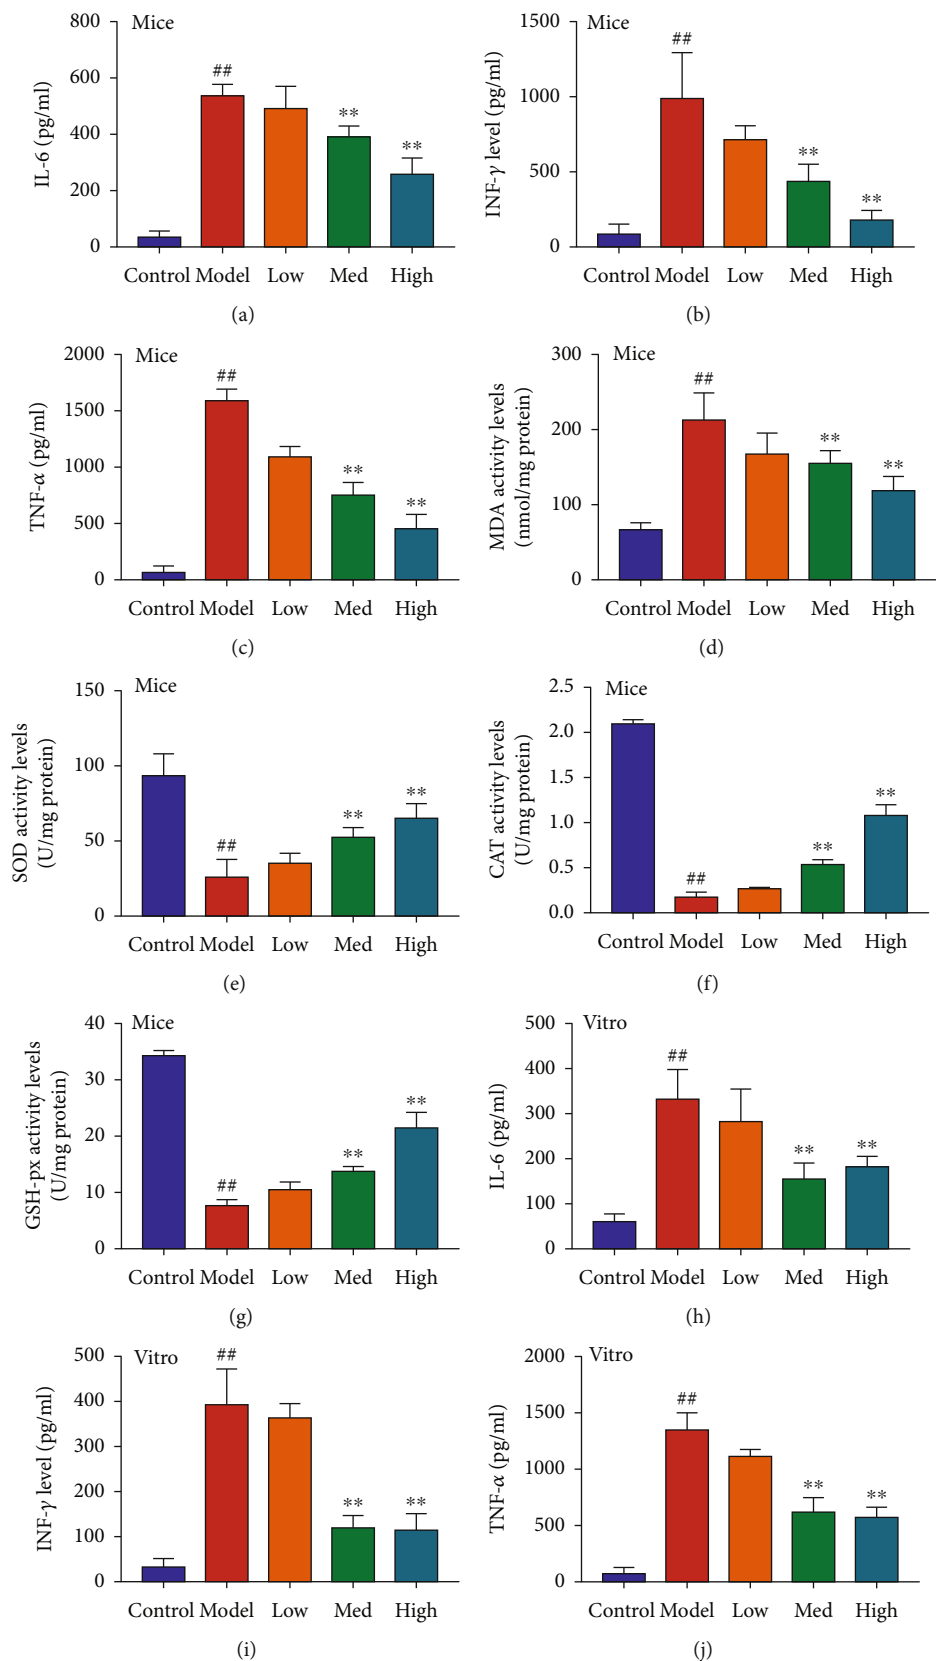 Mice
IL-6 (pg/ml)
800
600
400
200
0
##
**
**
Control Model Low Med High
(a)
Mice
INF-γ level (pg/ml)
1500
1000
500
0
##
**
**
Control Model Low Med High
(b)
Mice
TNF-α (pg/ml)
2000
1500
1000
500
0
##
**
**
Control Model Low Med High
(c)
Mice
MDA activity levels
(nmol/mg protein)
300
200
100
0
##
**
**
Control Model Low Med High
(d)
Mice
SOD activity levels
(U/mg protein)
150
100
50
0
##
**
**
Control Model Low Med High
(e)
Mice
CAT activity levels
(U/mg protein)
2.5
2.0
1.5
1.0
0.5
0.0
##
**
**
Control Model Low Med High
(f)
Mice
GSH-px activity levels
(U/mg protein)
40
30
20
10
0
##
**
**
Control Model Low Med High
(g)
Vitro
IL-6 (pg/ml)
500
400
300
200
100
0
##
**
**
Control Model Low Med High
(h)
Vitro
INF-γ level (pg/ml)
500
400
300
200
100
0
##
**
**
Control Model Low Med High
(i)
Vitro
TNF-α (pg/ml)
2000
1500
1000
500
0
##
**
**
Control Model Low Med High
(j)